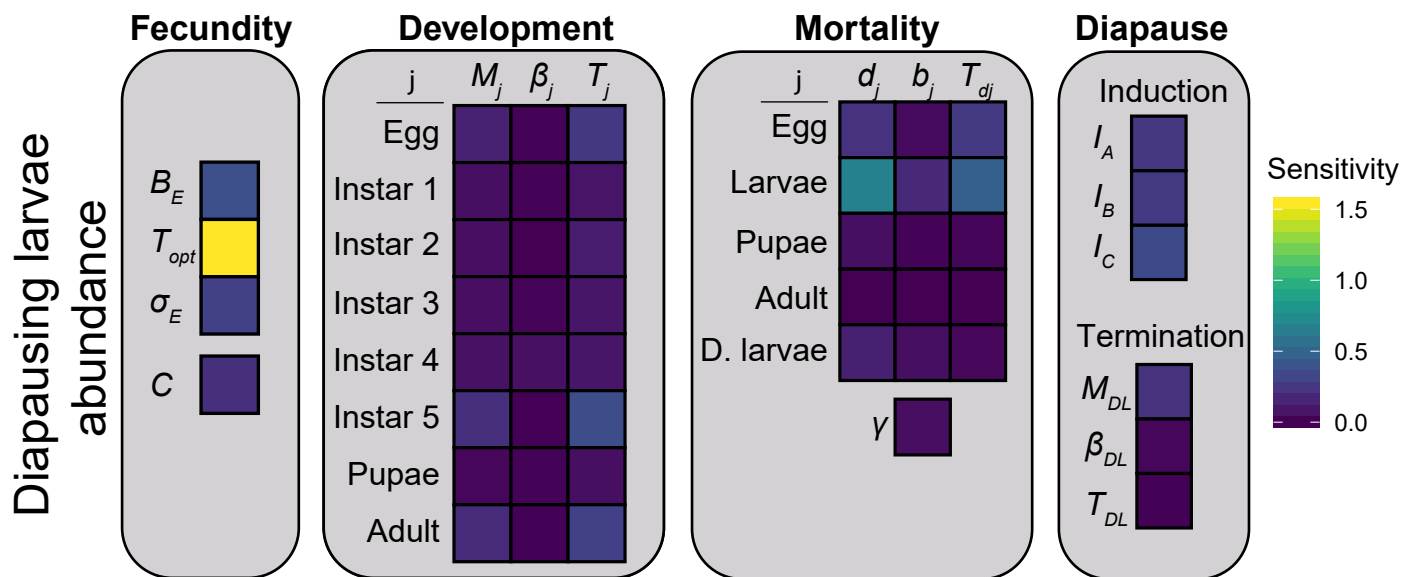 Fecundity
Development
Mortality
Diapause
Diapausing larvae
abundance
B_E
T_opt
σ_E
C
j M_j β_j T_j
Egg
Instar 1
Instar 2
Instar 3
Instar 4
Instar 5
Pupae
Adult
j d_j b_j T_dj
Egg
Larvae
Pupae
Adult
D. larvae
γ
Induction
I_A
I_B
I_C
Termination
M_DL
β_DL
T_DL
Sensitivity
1.5
1.0
0.5
0.0